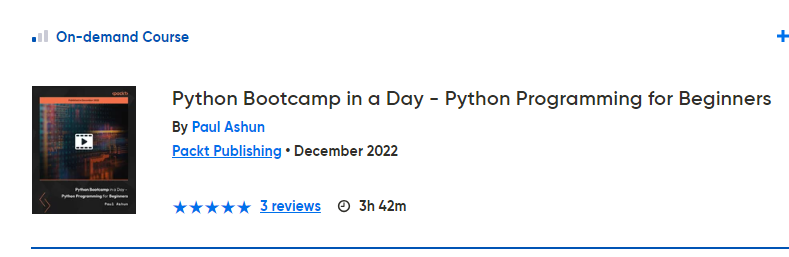 On-demand Course
Python Bootcamp in a Day - Python Programming for Beginners
By Paul Ashun
Packt Publishing • December 2022
3 reviews
3h 42m
Python Bootcamp in a Day -
Python Programming for Beginners
Paul Ashun